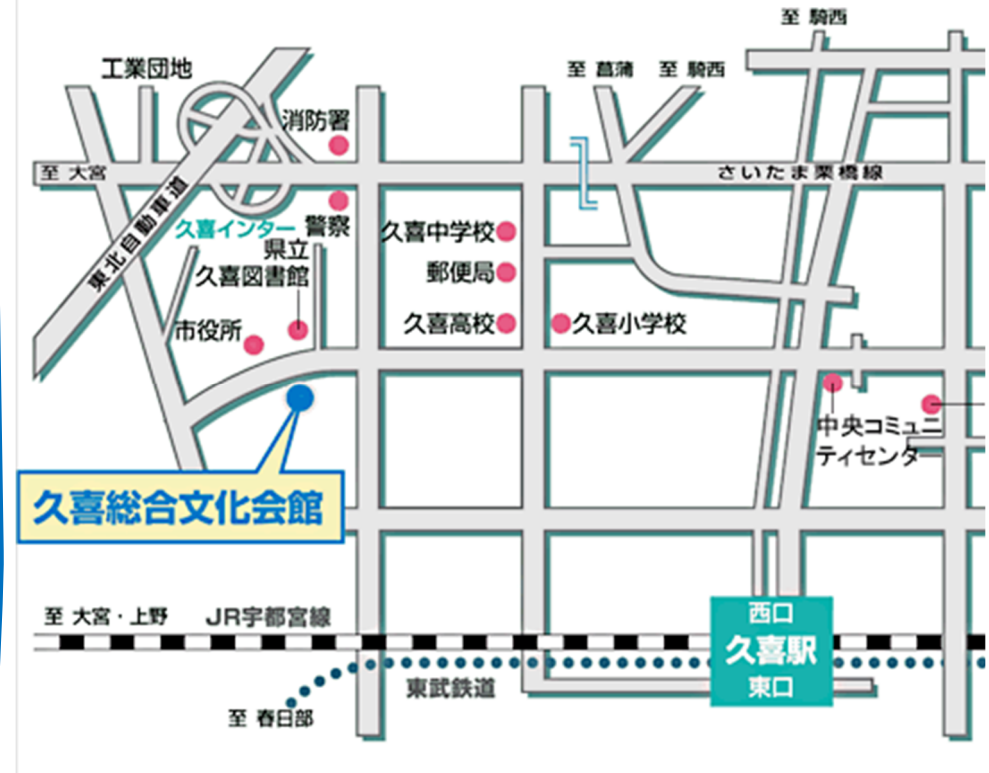 至 騎西
工業団地
至 菖蒲
至 騎西
消防署
至 大宮
さいたま栗橋線
東北自動車道
久喜インター
警察
久喜中学校
県立
久喜図書館
郵便局
市役所
久喜高校
久喜小学校
中央コミュニ
ティセンター
久喜総合文化会館
至 大宮・上野
JR宇都宮線
西口
久喜駅
東口
東武鉄道
至 春日部